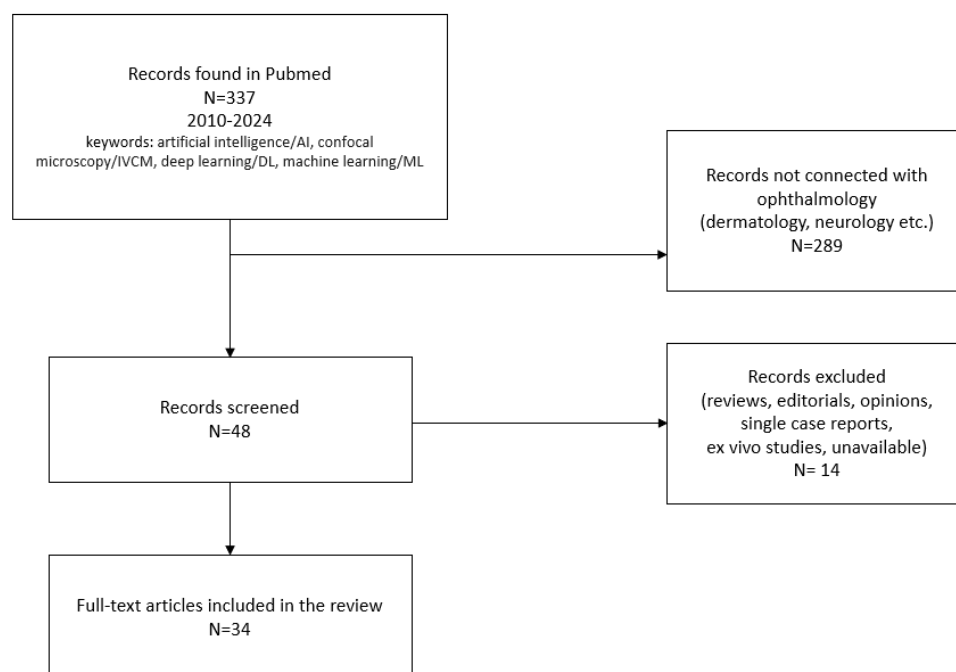 Records found in Pubmed
N=337
2010-2024
keywords: artificial intelligence/AI, confocal
microscopy/IVCM, deep learning/DL, machine learning/ML
Records not connected with
ophthalmology
(dermatology, neurology etc.)
N=289
Records screened
N=48
Records excluded
(reviews, editorials, opinions,
single case reports,
ex vivo studies, unavailable)
N= 14
Full-text articles included in the review
N=34